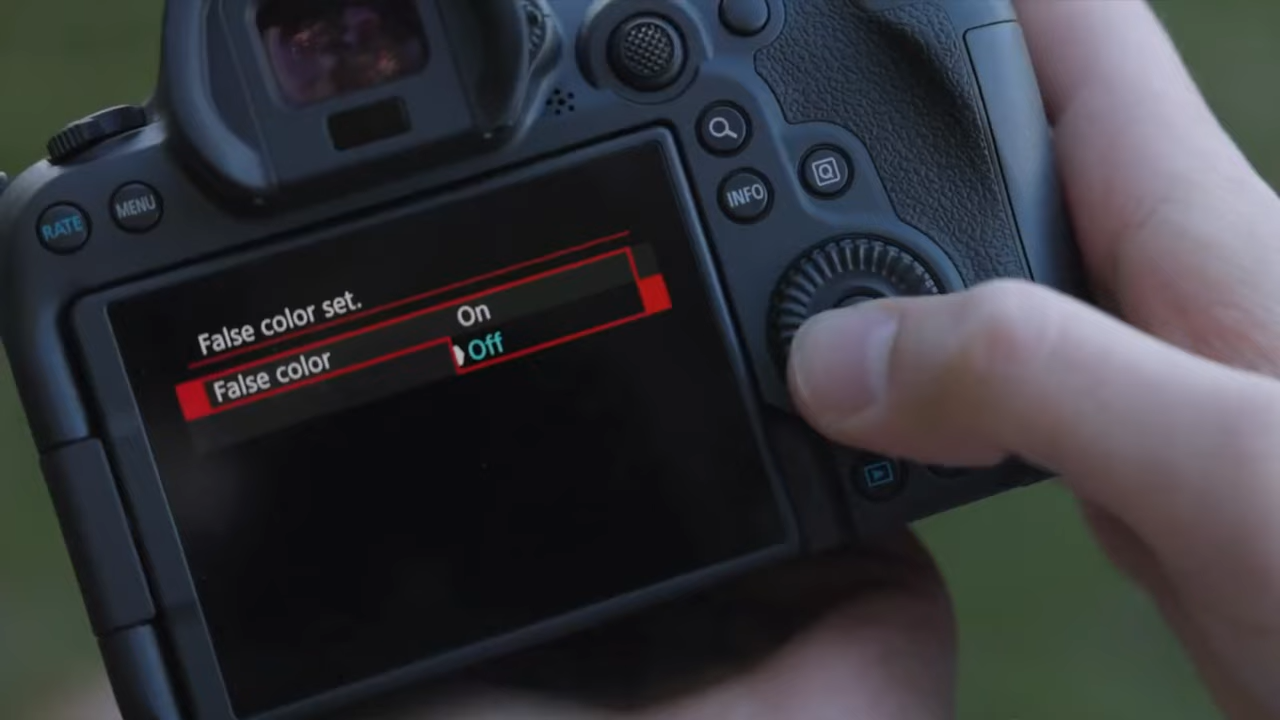 RATE
MENU
INFO
Q
False color set.
False color
On
Off